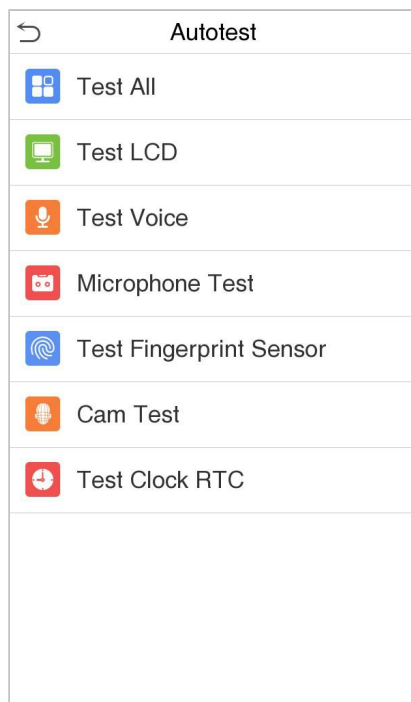 Autotest
Test All
Test LCD
Test Voice
Microphone Test
Test Fingerprint Sensor
Cam Test
Test Clock RTC